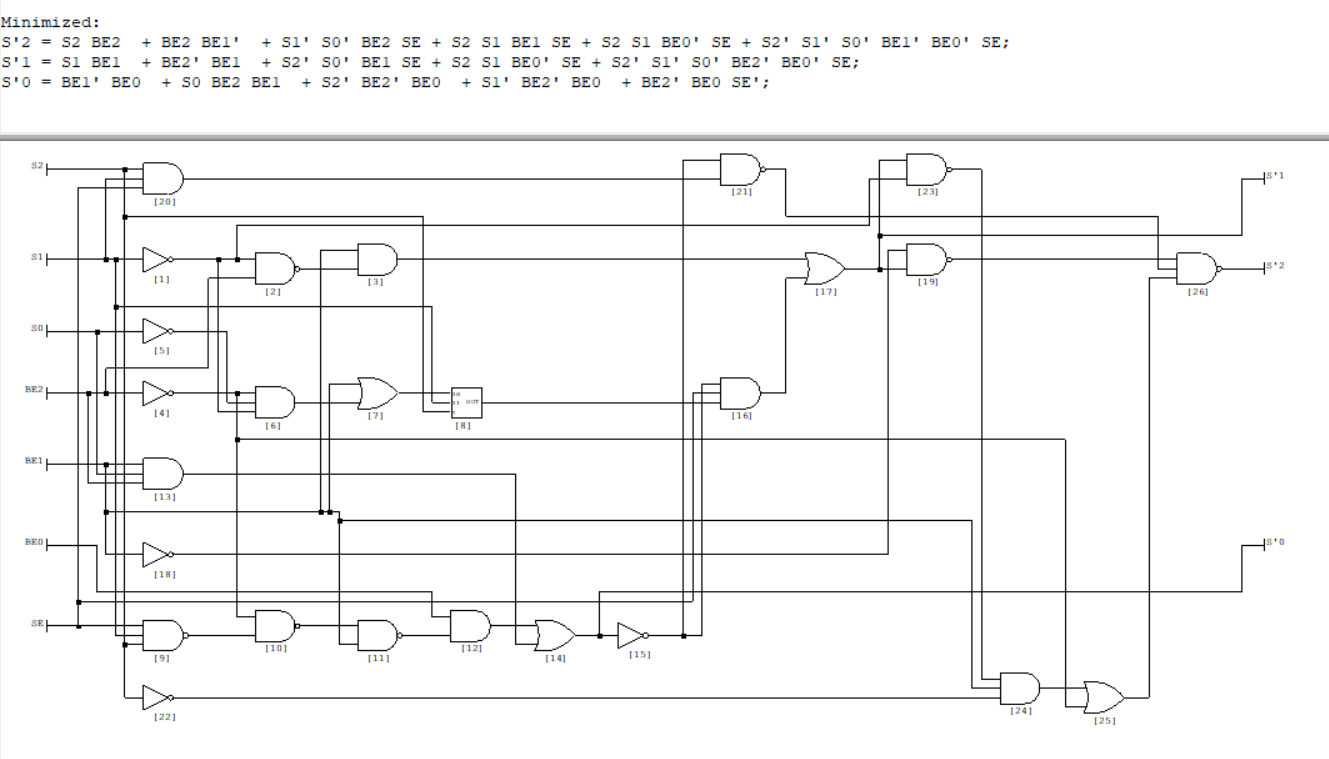 Minimized:
S'2 = S2 BE2  + BE2 BE1'  + S1' S0' BE2 SE + S2 S1 BE1 SE + S2 S1 BE0' SE + S2' S1' S0' BE1' BE0' SE;
S'1 = S1 BE1  + BE2' BE1  + S2' S0' BE1 SE + S2 S1 BE0' SE + S2' S1' S0' BE2' BE0' SE;
S'0 = BE1' BE0  + S0 BE2 BE1  + S2' BE2' BE0  + S1' BE2' BE0  + BE2' BE0 SE';
S2
[20]
[21]
[23]
S'1
S1
[1]
[2]
[3]
[17]
[19]
S'2
[26]
S0
[5]
BE2
[4]
[6]
[7]
OUT
[8]
[16]
BE1
[13]
BE0
[18]
S'0
SE
[9]
[10]
[11]
[12]
[14]
[15]
[22]
[24]
[25]